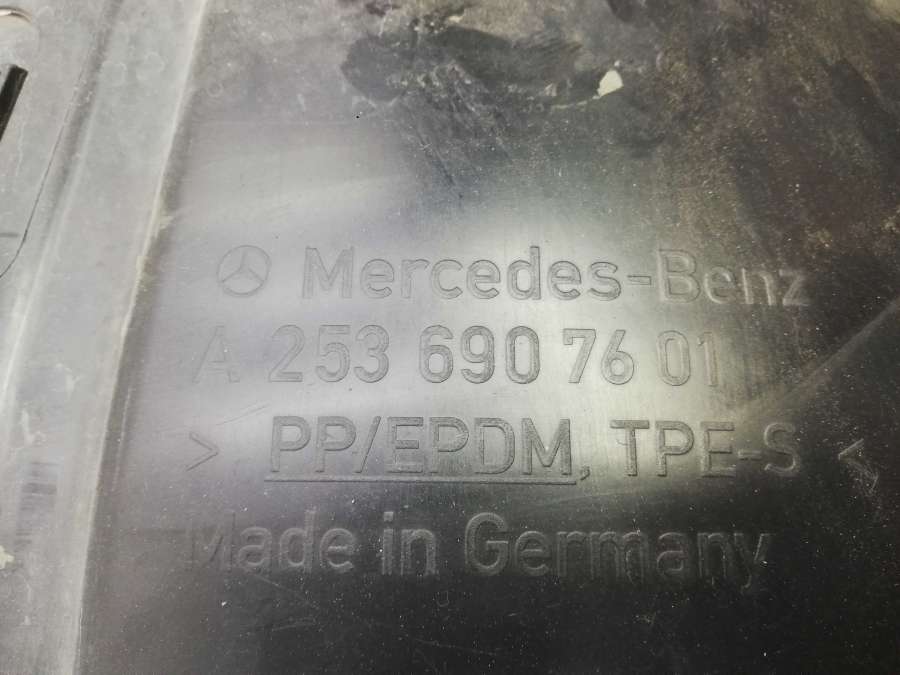 Mercedes-Benz
A 253 690 76 01
> PP/EPDM, TPE-S <
Made in Germany